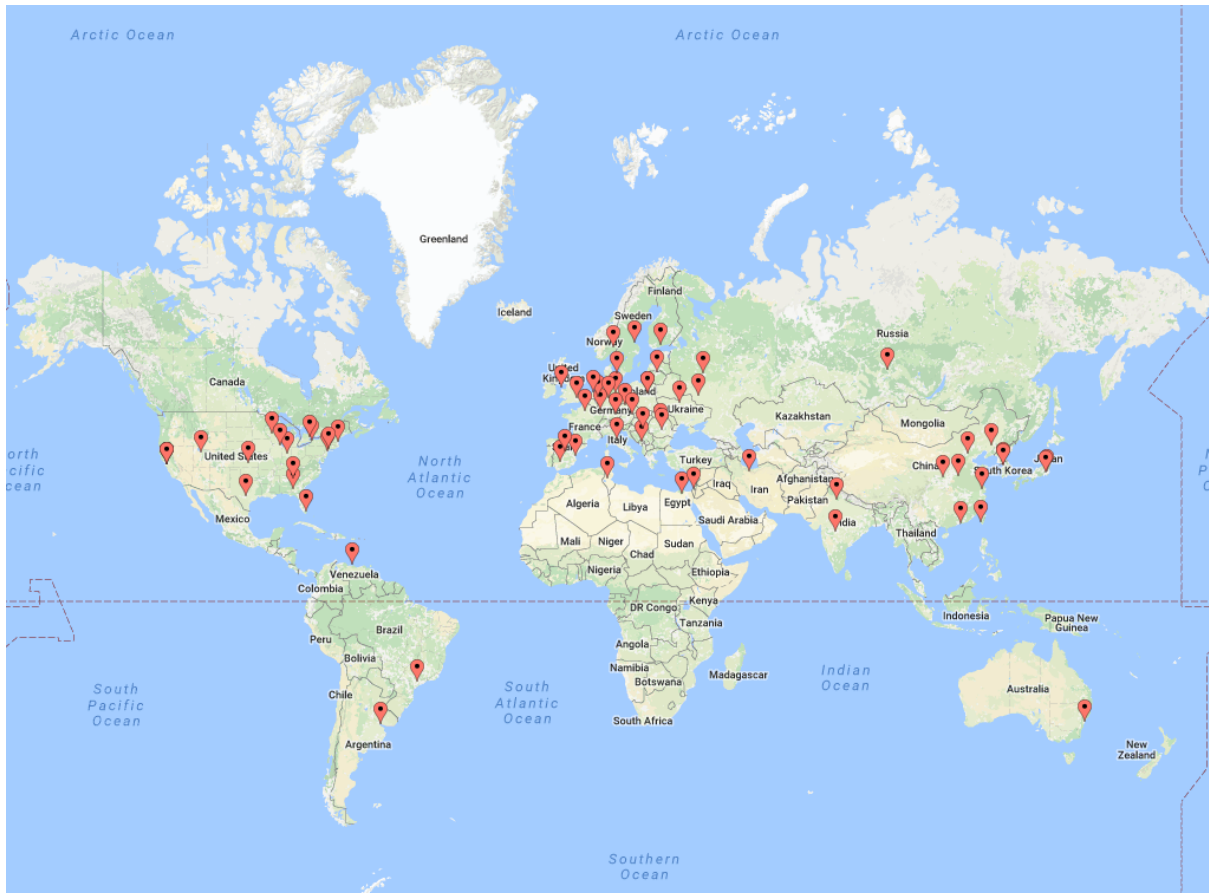 Arctic Ocean
Arctic Ocean
Greenland
Iceland
Finland
Sweden
Norway
Russia
United
Kingdom
Canada
Poland
Germany
Ukraine
Kazakhstan
Mongolia
France
Italy
United States
North
Atlantic
Ocean
Turkey
China
South Korea
Japan
Afghanistan
Iraq
Iran
Pakistan
Algeria
Libya
Egypt
Saudi Arabia
India
Mexico
Mali
Niger
Sudan
Chad
Thailand
Nigeria
Ethiopia
Venezuela
Colombia
Kenya
DR Congo
Indonesia
Papua New
Guinea
Tanzania
Brazil
Peru
Angola
Bolivia
Namibia
Botswana
Madagascar
Indian
Ocean
South
Pacific
Ocean
Chile
South
Atlantic
Ocean
Australia
South Africa
Argentina
New
Zealand
Southern
Ocean